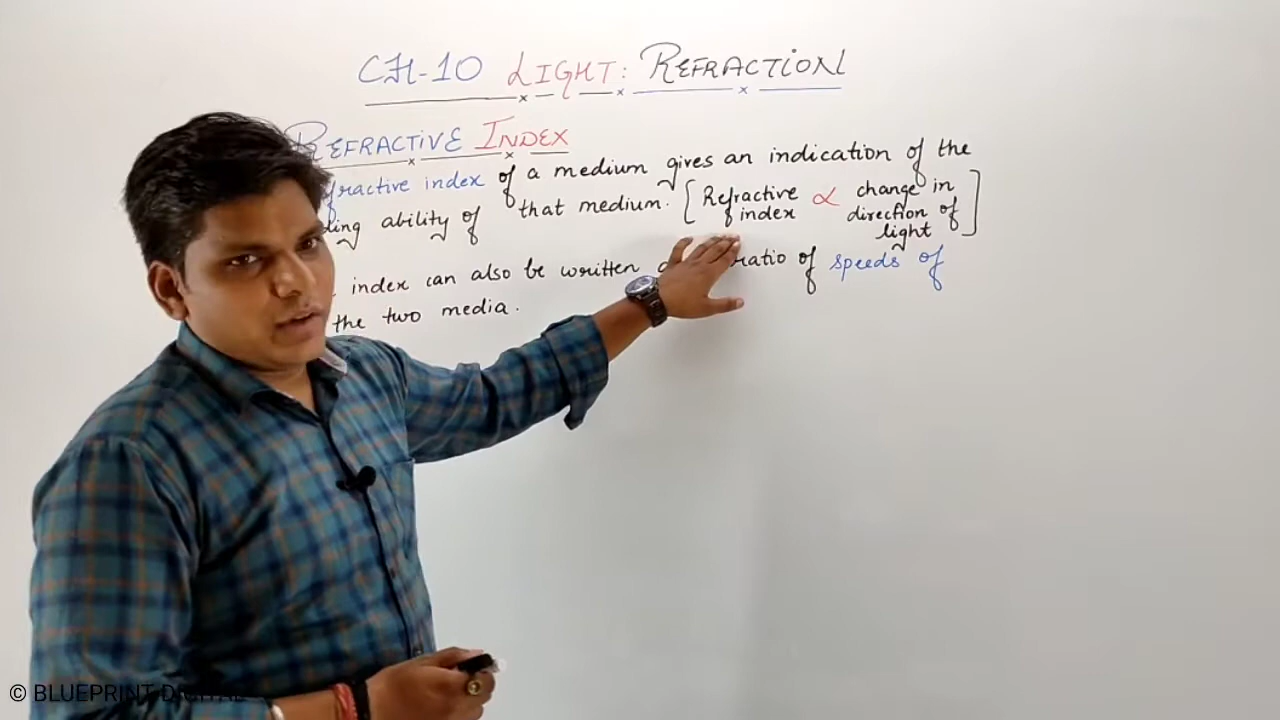 CH-10 LIGHT: REFRACTION
REFRACTIVE INDEX
fractive index of a medium gives an indication of the
ding ability of that medium. [Refractive index ∝ change in direction of light]
index can also be written ratio of speeds of
the two media.
© BLUEPRINT DIGITAL